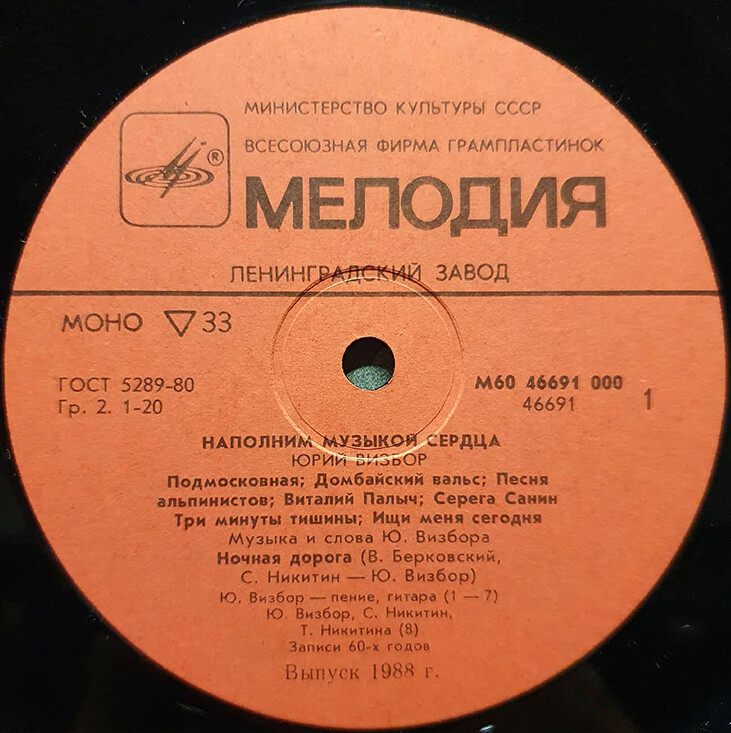 МИНИСТЕРСТВО КУЛЬТУРЫ СССР
ВСЕСОЮЗНАЯ ФИРМА ГРАМПЛАСТИНОК
®
МЕЛОДИЯ
ЛЕНИНГРАДСКИЙ ЗАВОД
МОНО ▽ 33
ГОСТ 5289-80
Гр. 2. 1-20
М60 46691 000
46691 1
НАПОЛНИМ МУЗЫКОЙ СЕРДЦА
ЮРИЙ ВИЗБОР
Подмосковная; Домбайский вальс; Песня
альпинистов; Виталий Палыч; Серега Санин
Три минуты тишины; Ищи меня сегодня
Музыка и слова Ю. Визбора
Ночная дорога (В. Берковский,
С. Никитин — Ю. Визбор)
Ю. Визбор — пение, гитара (1 — 7)
Ю. Визбор, С. Никитин,
Т. Никитина (8)
Записи 60-х годов
Выпуск 1988 г.